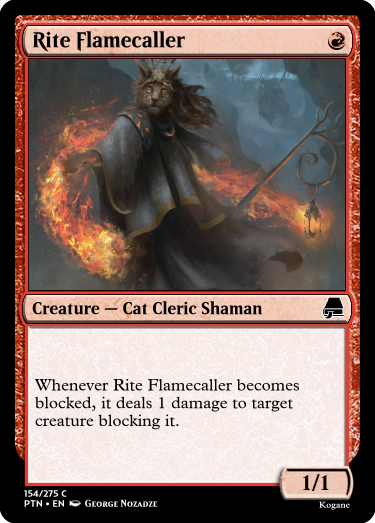 Rite Flamecaller
Creature — Cat Cleric Shaman
Whenever Rite Flamecaller becomes
blocked, it deals 1 damage to target
creature blocking it.
1/1
154/275 C
PTN • EN George Nozadze
Kogane